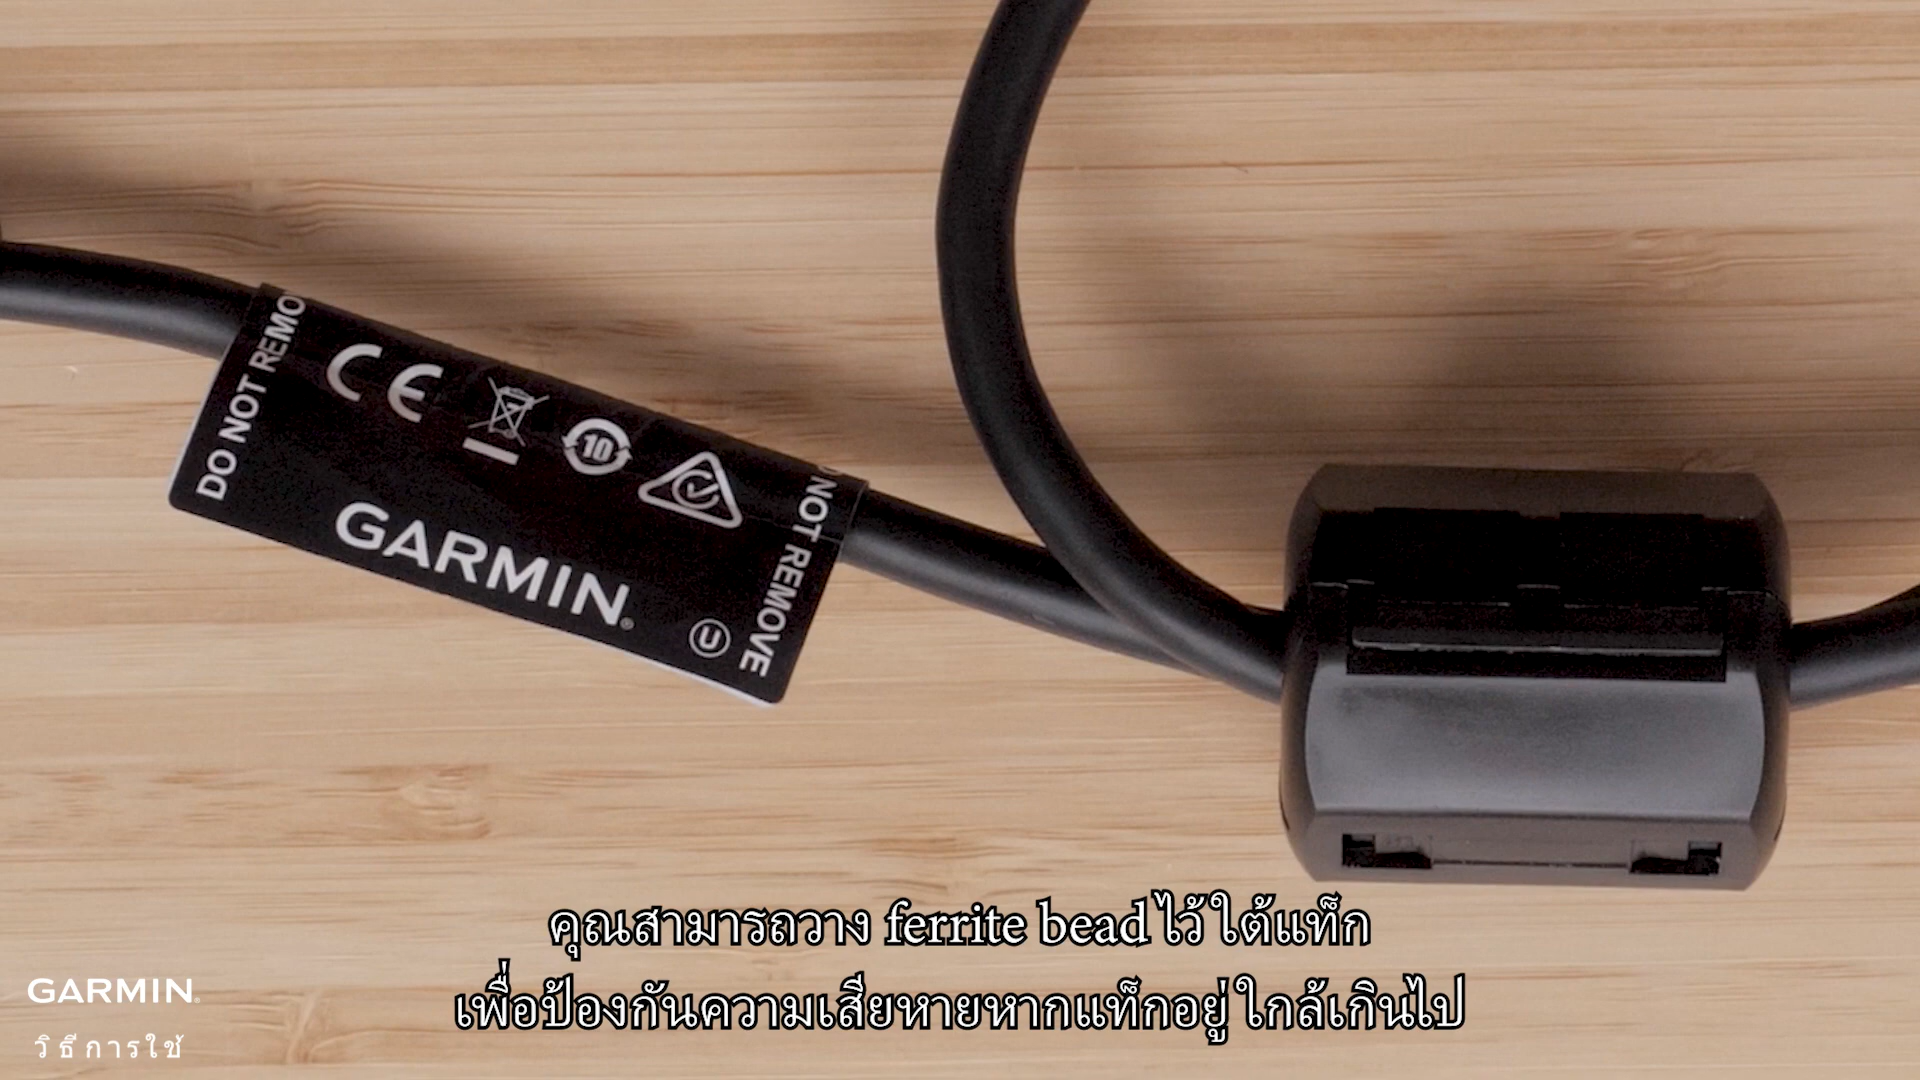 DO NOT REMO
CE
10
GARMIN
U
NOT REMOVE
คุณสามารถวาง ferrite bead ไว้ใต้แท็ก
เพื่อป้องกันความเสียหายหากแท็กอยู่ใกล้เกินไป
GARMIN
วิธีการใช้